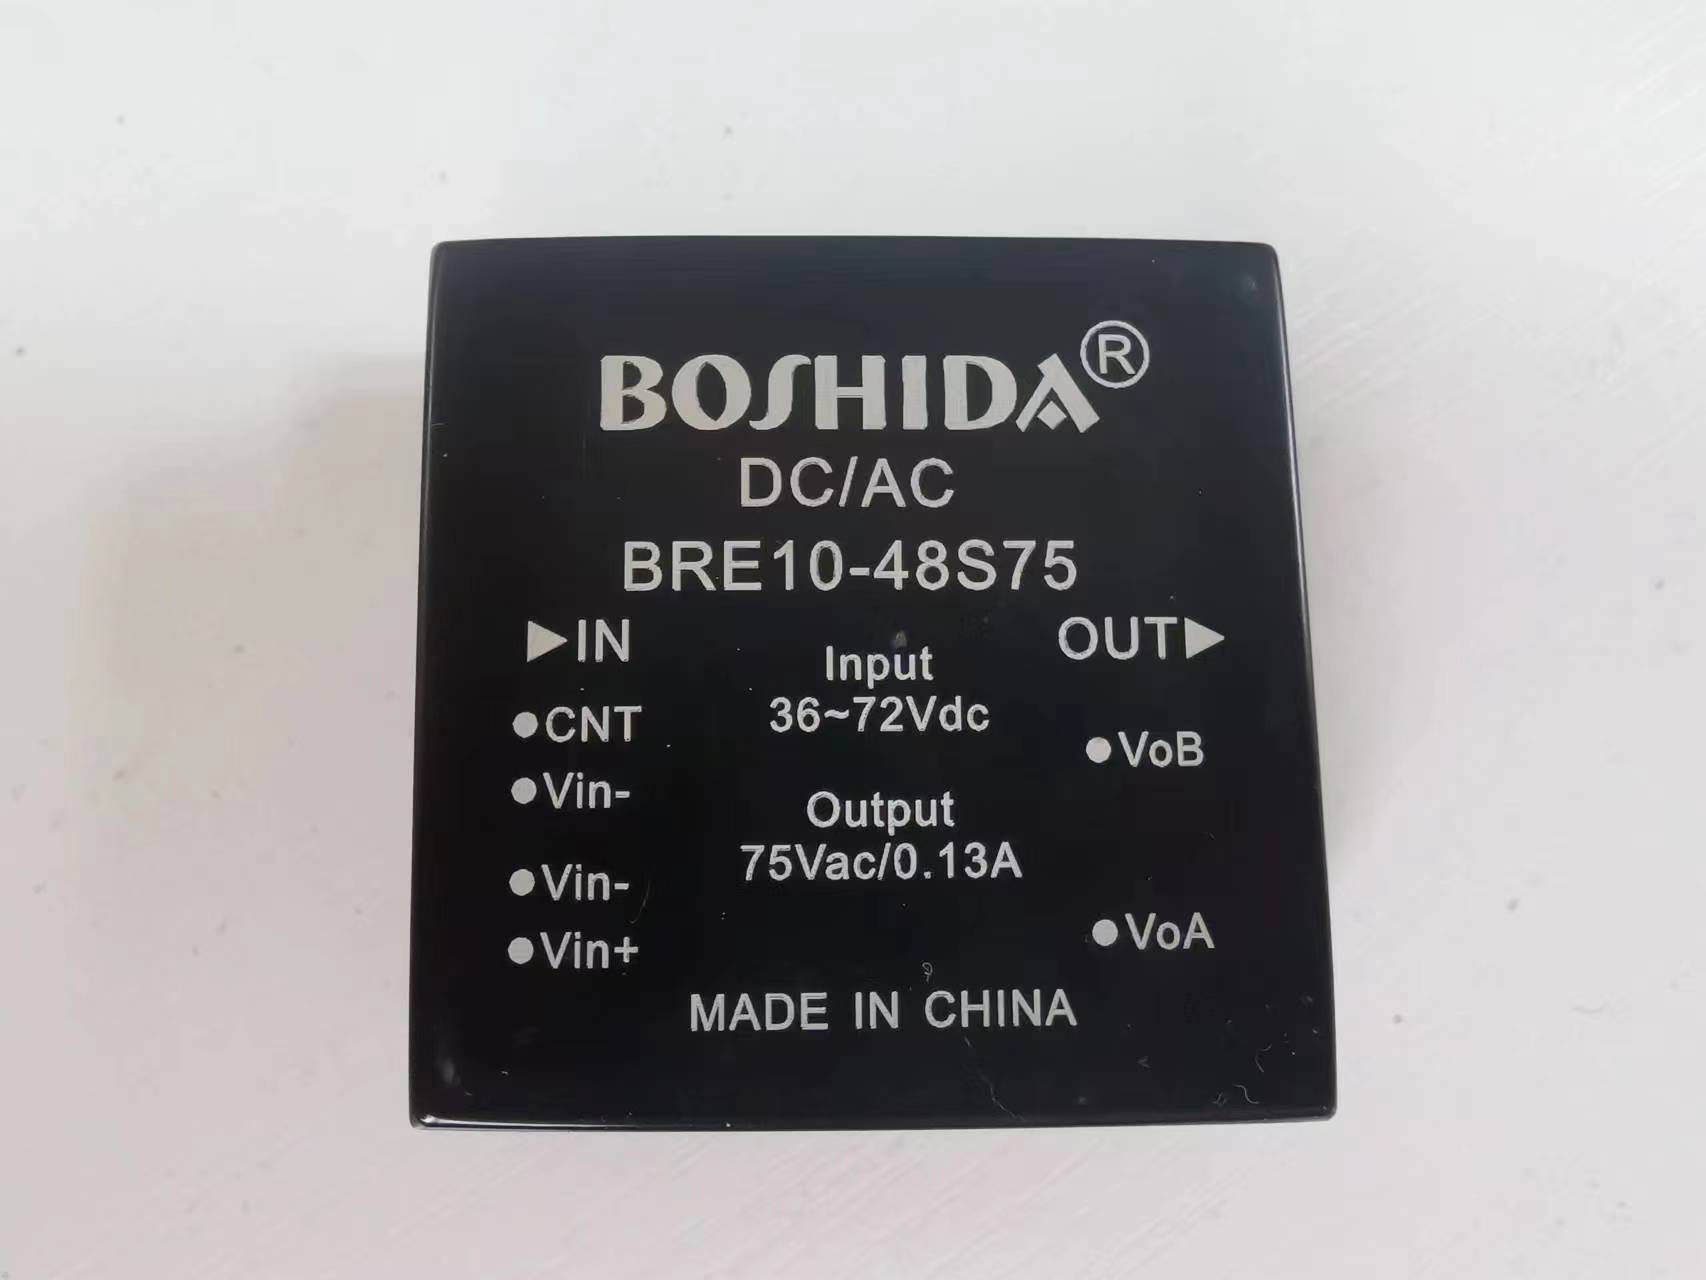 BOSHIDA®
DC/AC
BRE10-48S75
▶IN
OUT▶
Input
36~72Vdc
●CNT
●Vin-
●VoB
Output
75Vac/0.13A
●Vin-
●Vin+
●VoA
MADE IN CHINA